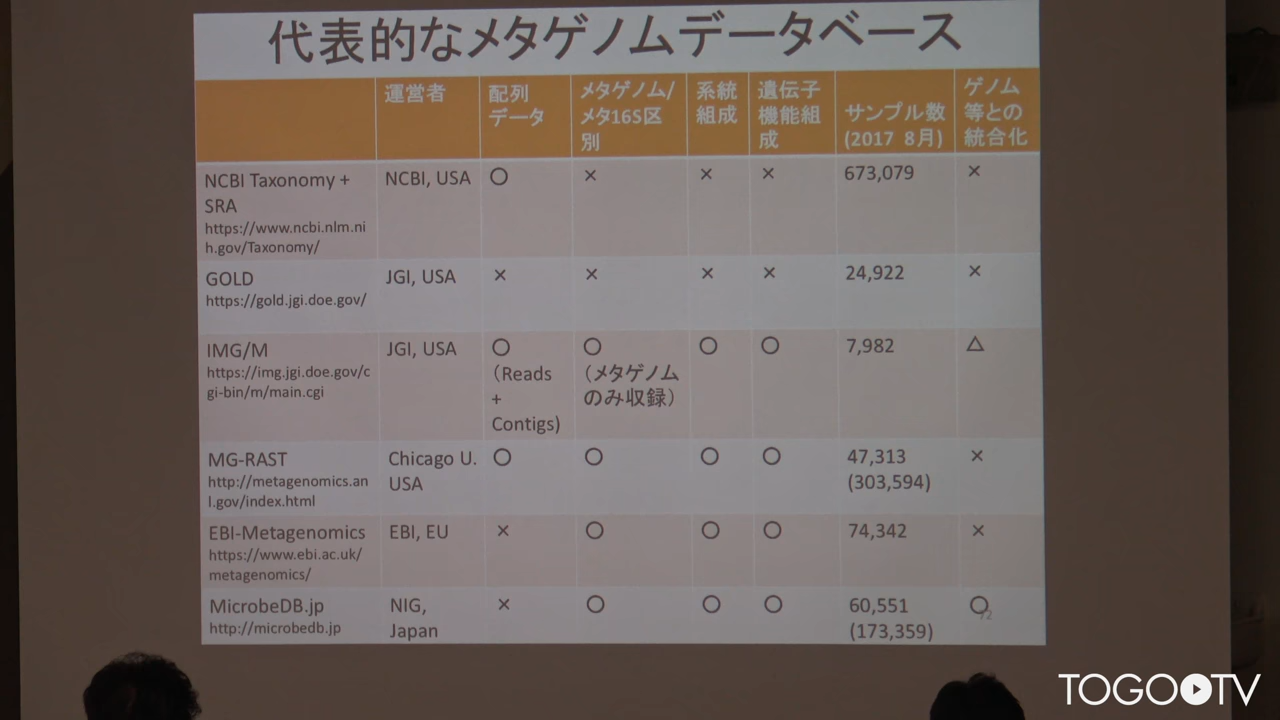 代表的なメタゲノムデータベース
運営者
配列
データ
メタゲノム/
メタ16S区
別
系統
組成
遺伝子
機能組
成
サンプル数
(2017 8月)
ゲノム
等との
統合化
NCBI Taxonomy +
SRA
https://www.ncbi.nlm.ni
h.gov/Taxonomy/
NCBI, USA
〇
×
×
×
673,079
×
GOLD
https://gold.jgi.doe.gov/
JGI, USA
×
×
×
×
24,922
×
IMG/M
https://img.jgi.doe.gov/c
gi-bin/m/main.cgi
JGI, USA
〇
（Reads
+
Contigs)
〇
（メタゲノム
のみ収録）
〇
〇
7,982
△
MG-RAST
http://metagenomics.an
l.gov/index.html
Chicago U.
USA
〇
〇
〇
〇
47,313
(303,594)
×
EBI-Metagenomics
https://www.ebi.ac.uk/
metagenomics/
EBI, EU
×
〇
〇
〇
74,342
×
MicrobeDB.jp
http://microbedb.jp
NIG,
Japan
×
〇
〇
〇
60,551
(173,359)
〇
TOGOTV